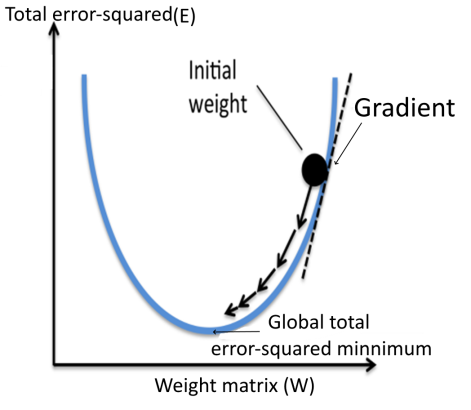 Total error-squared(E)
Initial
weight
Gradient
Global total
error-squared minnimum
Weight matrix (W)